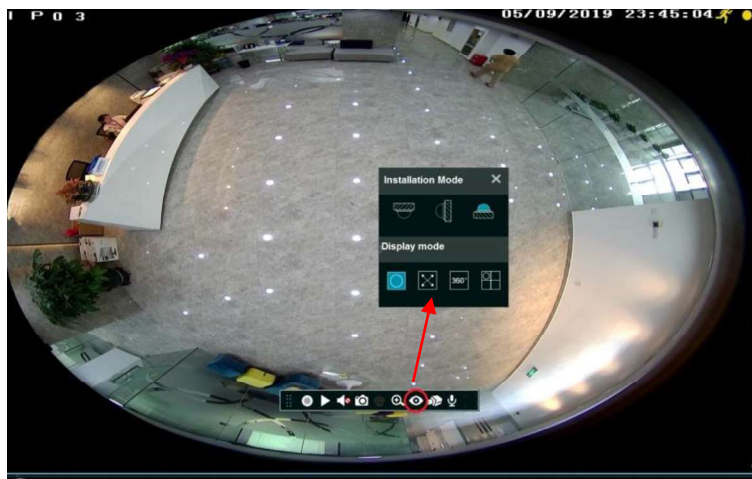 I P 0 3
05/09/2019 23:45:04
Installation Mode
Display mode
360°